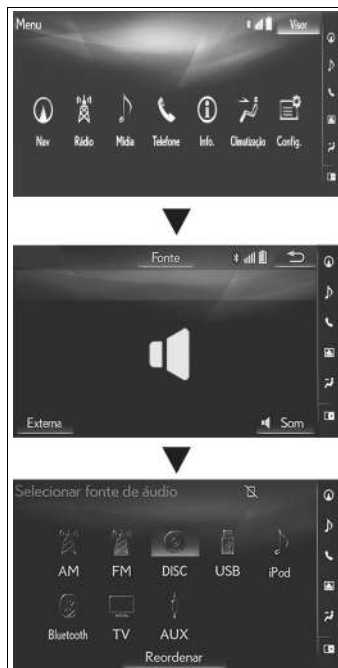 Menu
Visor
Nav Rádio Mídia Telefone Info. Climatização Config.
Fonte
Externa Som
Selecionar fonte de áudio
AM FM DISC USB iPod
Bluetooth TV AUX
Reordenar